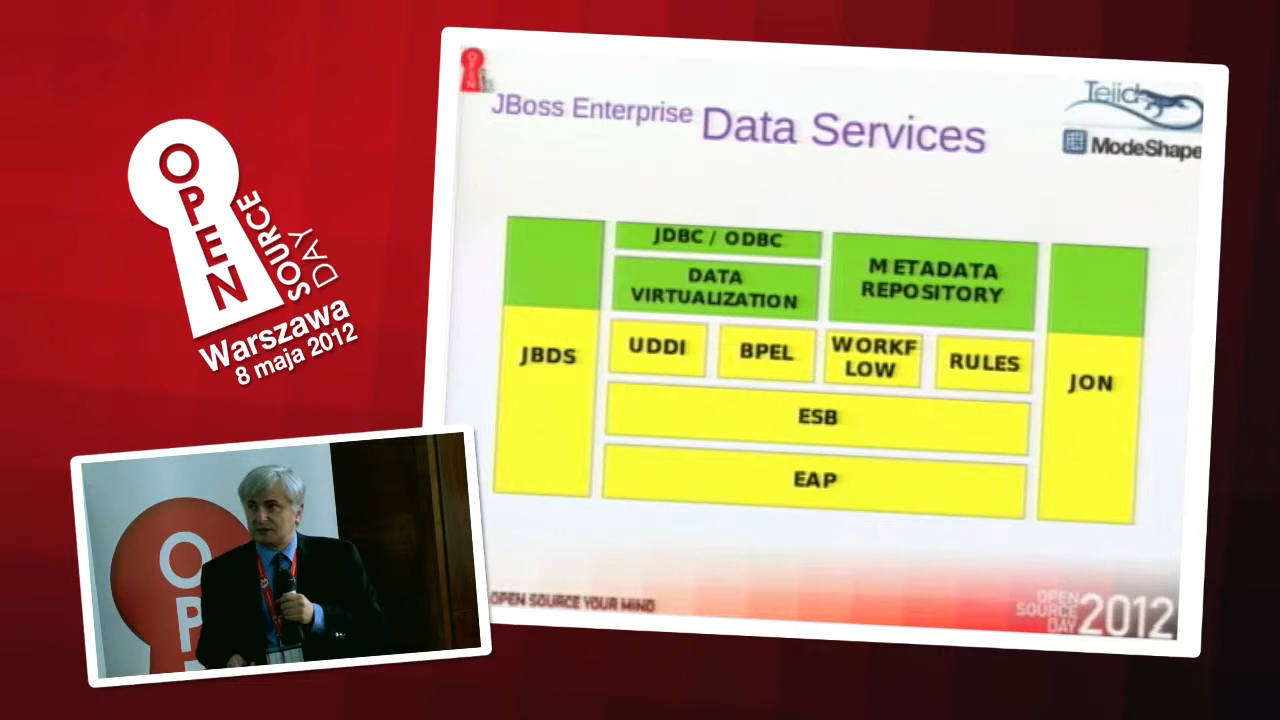 OPEN
SOURCE
DAY
Warszawa
8 maja 2012
OPEN
JBoss Enterprise Data Services
Teiid
ModeShape
JDBC / ODBC
DATA
VIRTUALIZATION
METADATA
REPOSITORY
JBDS
UDDI
BPEL
WORKF
LOW
RULES
JON
ESB
EAP
OPEN SOURCE YOUR MIND
OPEN
SOURCE
DAY
2012
O
P